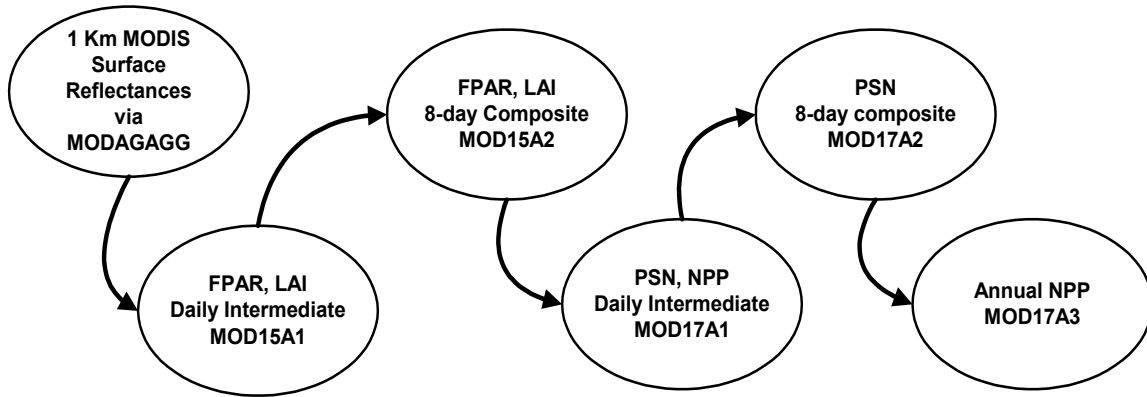 1 Km MODIS
Surface
Reflectances
via
MODAGAGG
FPAR, LAI
Daily Intermediate
MOD15A1
FPAR, LAI
8-day Composite
MOD15A2
PSN, NPP
Daily Intermediate
MOD17A1
PSN
8-day composite
MOD17A2
Annual NPP
MOD17A3